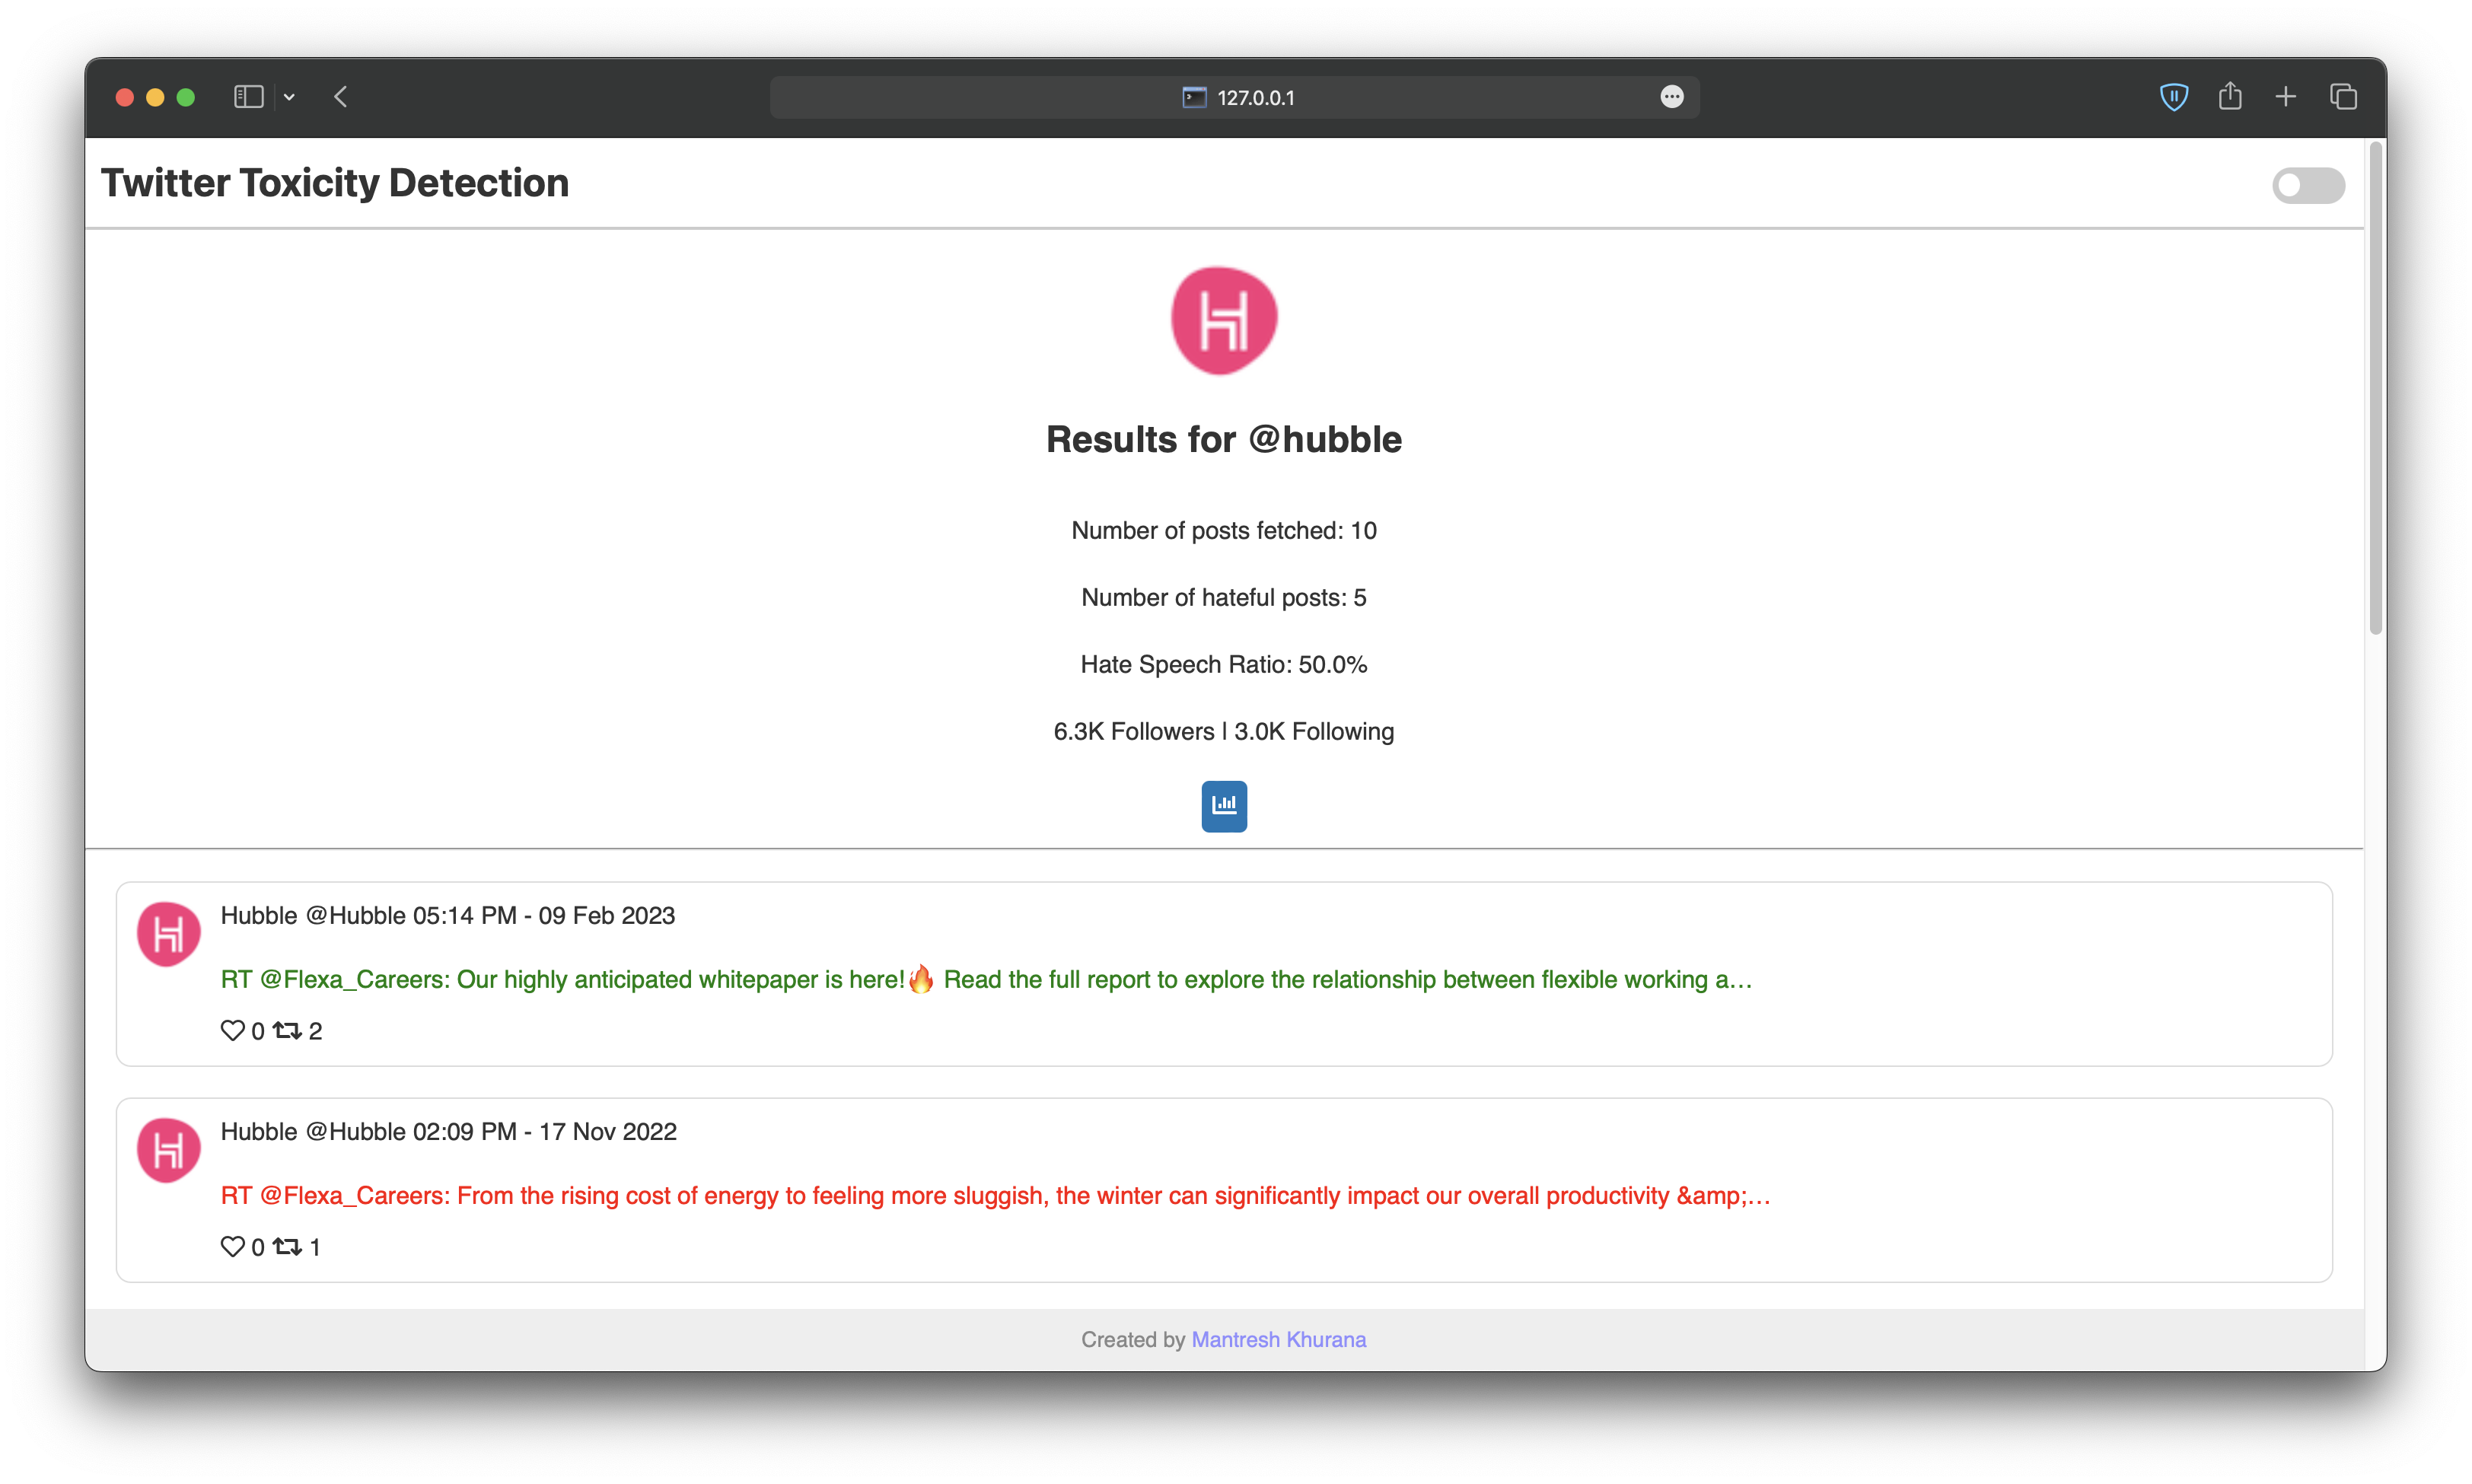 127.0.0.1
Twitter Toxicity Detection
Results for @hubble
Number of posts fetched: 10
Number of hateful posts: 5
Hate Speech Ratio: 50.0%
6.3K Followers | 3.0K Following
Hubble @Hubble 05:14 PM - 09 Feb 2023
RT @Flexa_Careers: Our highly anticipated whitepaper is here!🔥 Read the full report to explore the relationship between flexible working a…
0 2
Hubble @Hubble 02:09 PM - 17 Nov 2022
RT @Flexa_Careers: From the rising cost of energy to feeling more sluggish, the winter can significantly impact our overall productivity &amp;…
0 1
Created by Mantresh Khurana